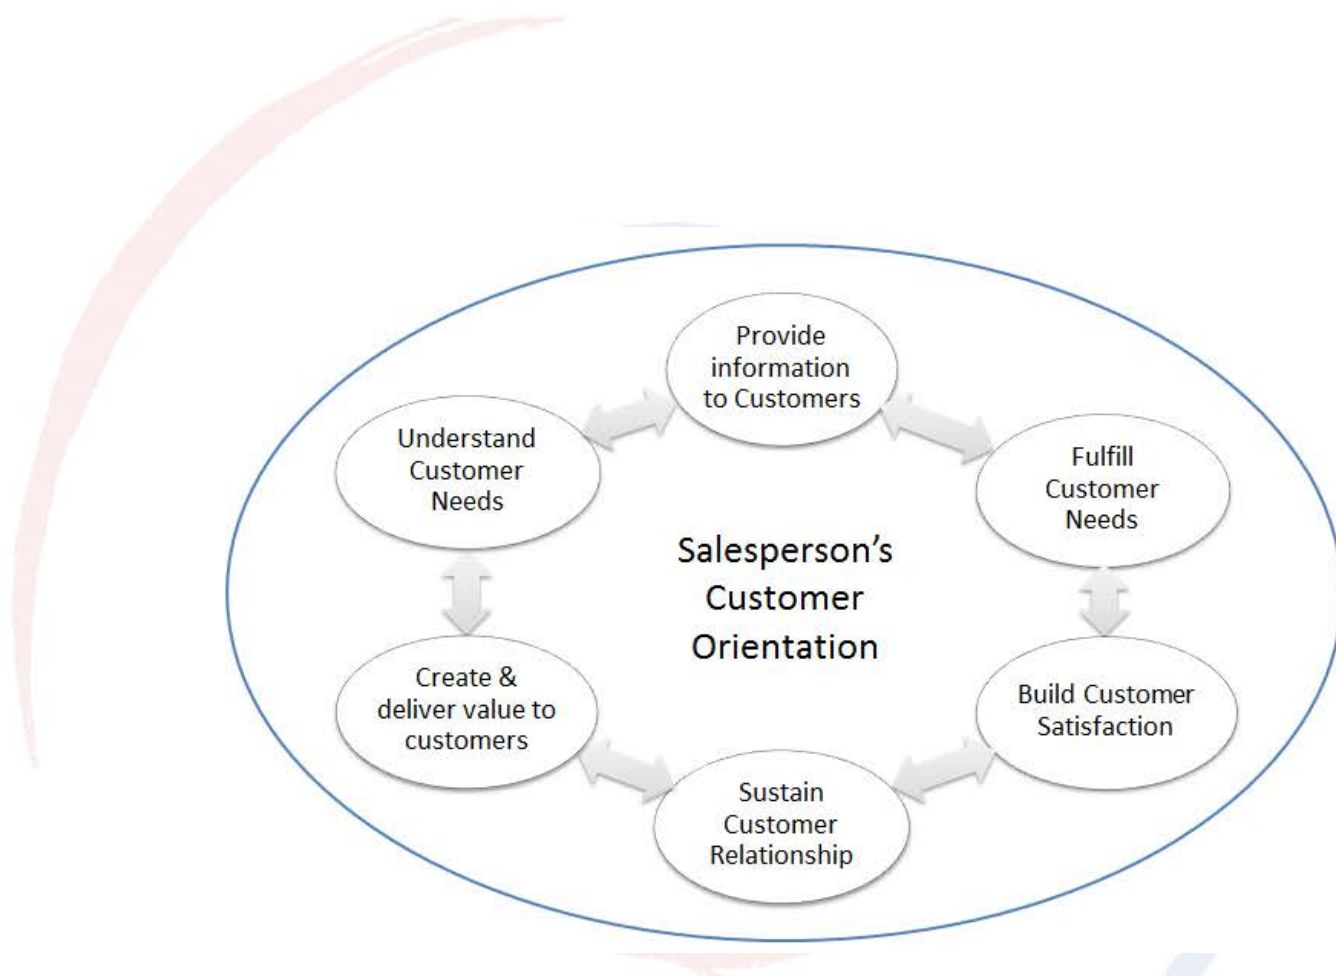 Provide
information
to Customers
Understand
Customer
Needs
Fulfill
Customer
Needs
Salesperson’s
Customer
Orientation
Create &
deliver value to
customers
Build Customer
Satisfaction
Sustain
Customer
Relationship